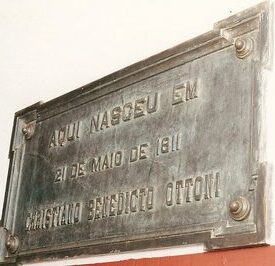 AQUI NASCEU EM
21 DE MAIO DE 1811
CHRISTIANO BENEDICTO OTTONI